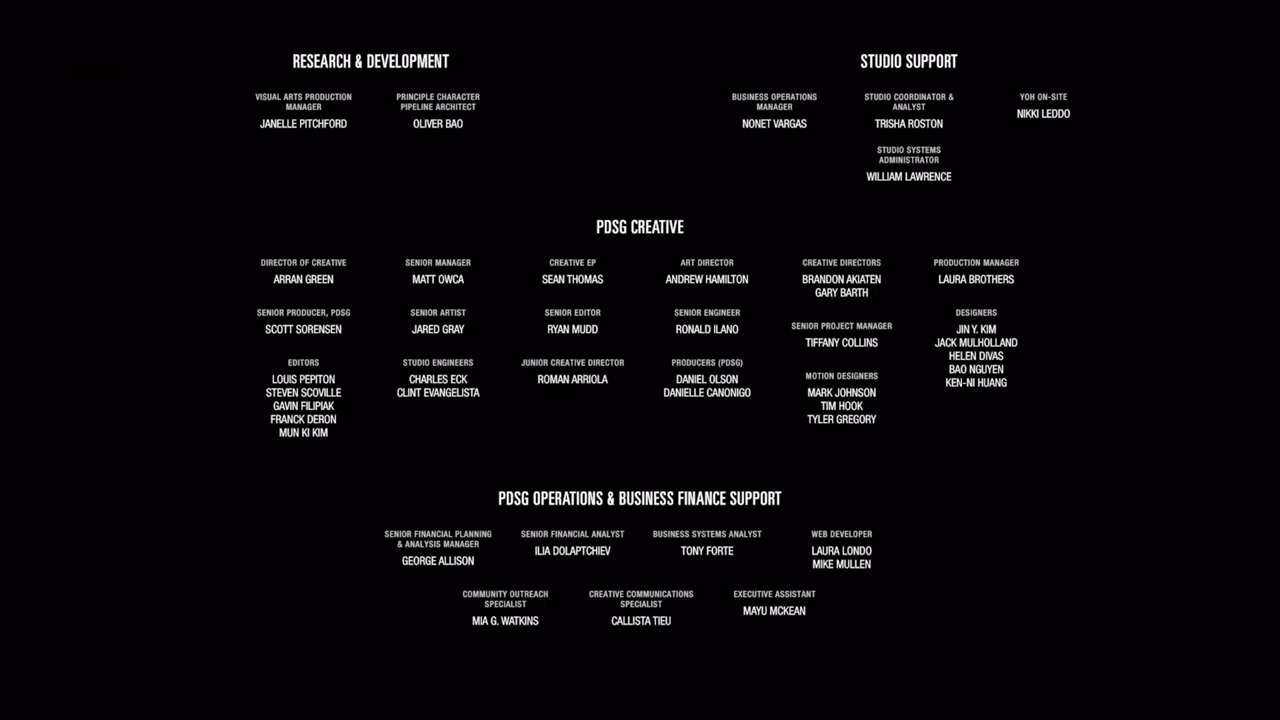 RESEARCH & DEVELOPMENT
VISUAL ARTS PRODUCTION
MANAGER
JANELLE PITCHFORD
PRINCIPLE CHARACTER
PIPELINE ARCHITECT
OLIVER BAO
STUDIO SUPPORT
BUSINESS OPERATIONS
MANAGER
NONET VARGAS
STUDIO COORDINATOR &
ANALYST
TRISHA ROSTON
YOH ON-SITE
NIKKI LEDDO
STUDIO SYSTEMS
ADMINISTRATOR
WILLIAM LAWRENCE
PDSG CREATIVE
DIRECTOR OF CREATIVE
ARRAN GREEN
SENIOR MANAGER
MATT OWCA
CREATIVE EP
SEAN THOMAS
ART DIRECTOR
ANDREW HAMILTON
CREATIVE DIRECTORS
BRANDON AKIATEN
GARY BARTH
PRODUCTION MANAGER
LAURA BROTHERS
SENIOR PRODUCER, PDSG
SCOTT SORENSEN
SENIOR ARTIST
JARED GRAY
SENIOR EDITOR
RYAN MUDD
SENIOR ENGINEER
RONALD ILANO
SENIOR PROJECT MANAGER
TIFFANY COLLINS
DESIGNERS
JIN Y. KIM
JACK MULHOLLAND
HELEN DIVAS
BAO NGUYEN
KEN-NI HUANG
EDITORS
LOUIS PEPITON
STEVEN SCOVILLE
GAVIN FILIPIAK
FRANCK DERON
MUN KI KIM
STUDIO ENGINEERS
CHARLES ECK
CLINT EVANGELISTA
JUNIOR CREATIVE DIRECTOR
ROMAN ARRIOLA
PRODUCERS (PDSG)
DANIEL OLSON
DANIELLE CANONIGO
MOTION DESIGNERS
MARK JOHNSON
TIM HOOK
TYLER GREGORY
PDSG OPERATIONS & BUSINESS FINANCE SUPPORT
SENIOR FINANCIAL PLANNING
& ANALYSIS MANAGER
GEORGE ALLISON
SENIOR FINANCIAL ANALYST
ILIA DOLAPTCHIEV
BUSINESS SYSTEMS ANALYST
TONY FORTE
WEB DEVELOPER
LAURA LONDO
MIKE MULLEN
COMMUNITY OUTREACH
SPECIALIST
MIA G. WATKINS
CREATIVE COMMUNICATIONS
SPECIALIST
CALLISTA TIEU
EXECUTIVE ASSISTANT
MAYU MCKEAN